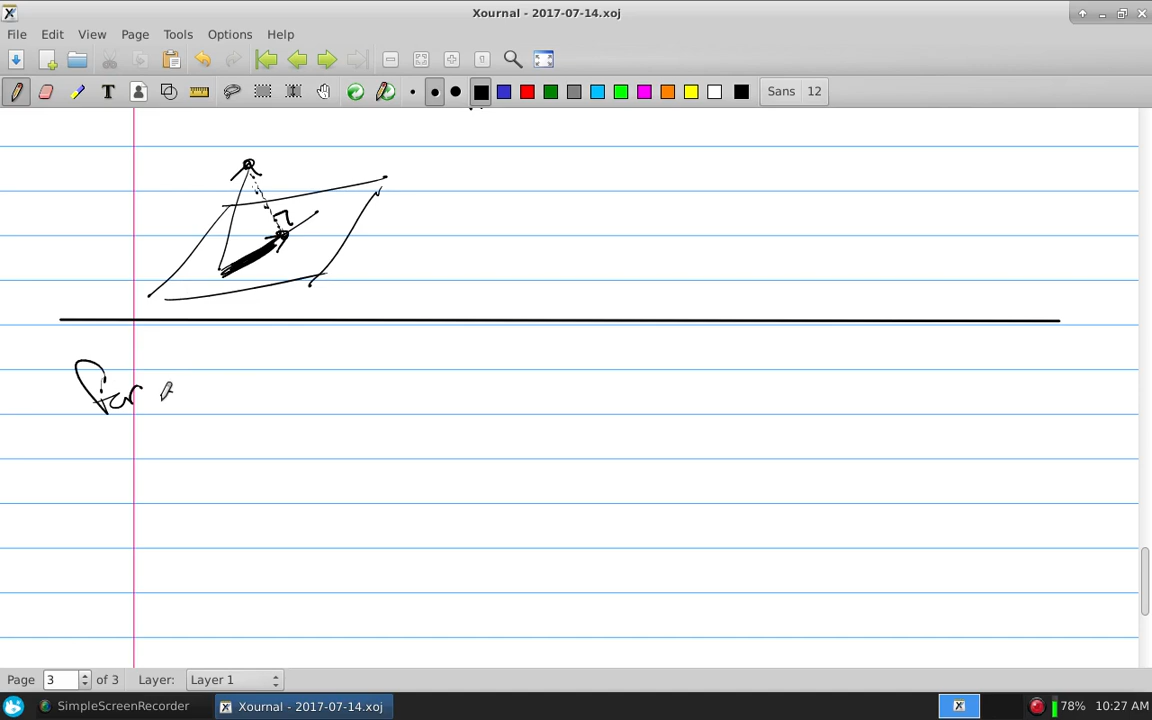 Xournal - 2017-07-14.xoj
File Edit View Page Tools Options Help
Sans 12
For
Page 3 of 3 Layer: Layer 1
SimpleScreenRecorder Xournal - 2017-07-14.xoj 78% 10:27 AM